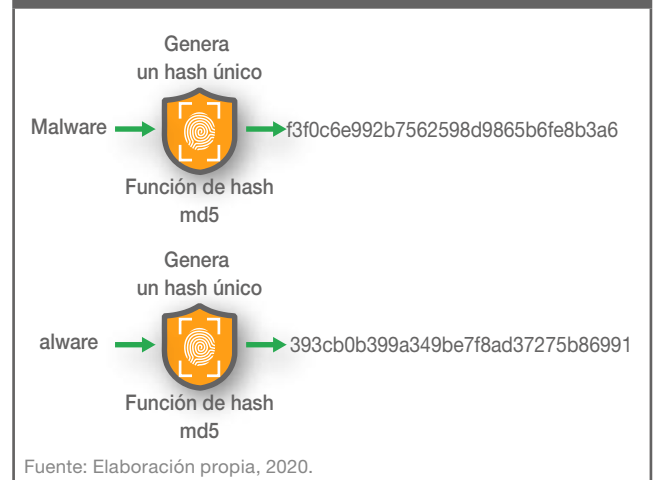 Genera
un hash único
Malware
f3f0c6e992b7562598d9865b6fe8b3a6
Función de hash
md5
Genera
un hash único
alware
393cb0b399a349be7f8ad37275b86991
Función de hash
md5
Fuente: Elaboración propia, 2020.